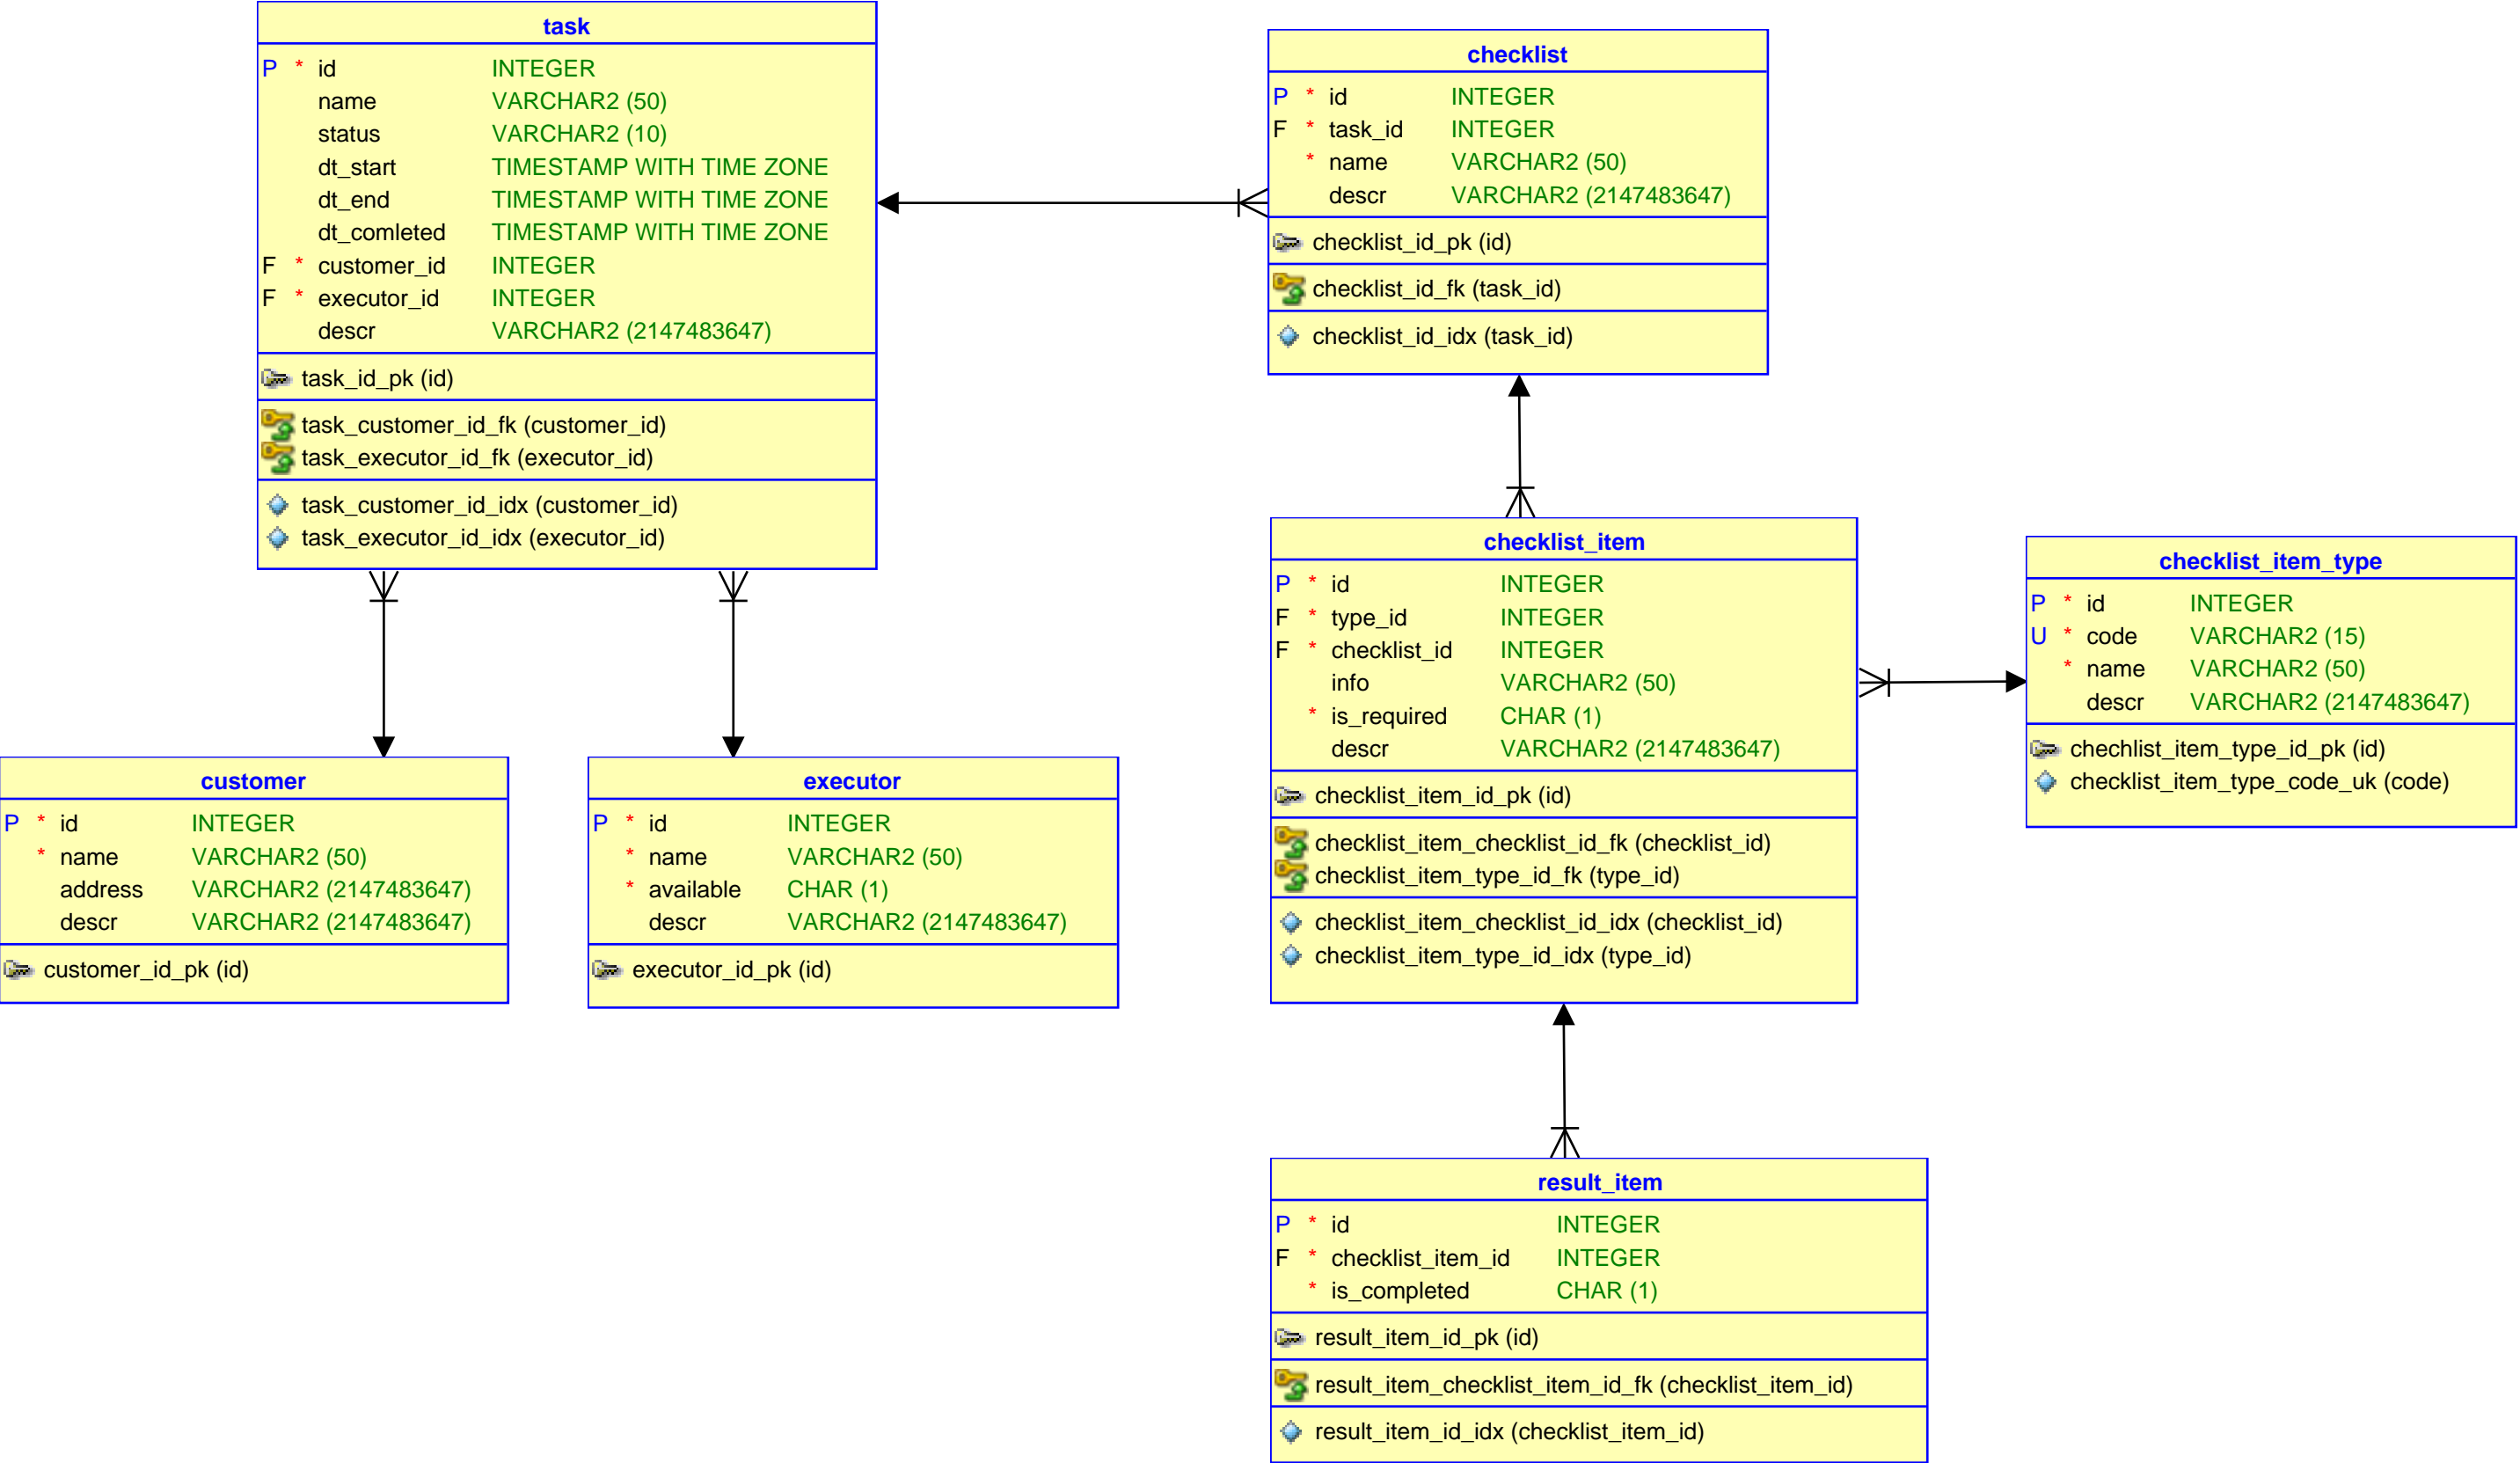 task
P * id INTEGER
name VARCHAR2 (50)
status VARCHAR2 (10)
dt_start TIMESTAMP WITH TIME ZONE
dt_end TIMESTAMP WITH TIME ZONE
dt_comleted TIMESTAMP WITH TIME ZONE
F * customer_id INTEGER
F * executor_id INTEGER
descr VARCHAR2 (2147483647)
task_id_pk (id)
task_customer_id_fk (customer_id)
task_executor_id_fk (executor_id)
task_customer_id_idx (customer_id)
task_executor_id_idx (executor_id)
checklist
P * id INTEGER
F * task_id INTEGER
* name VARCHAR2 (50)
descr VARCHAR2 (2147483647)
checklist_id_pk (id)
checklist_id_fk (task_id)
checklist_id_idx (task_id)
checklist_item
P * id INTEGER
F * type_id INTEGER
F * checklist_id INTEGER
info VARCHAR2 (50)
* is_required CHAR (1)
descr VARCHAR2 (2147483647)
checklist_item_id_pk (id)
checklist_item_checklist_id_fk (checklist_id)
checklist_item_type_id_fk (type_id)
checklist_item_checklist_id_idx (checklist_id)
checklist_item_type_id_idx (type_id)
checklist_item_type
P * id INTEGER
U * code VARCHAR2 (15)
* name VARCHAR2 (50)
descr VARCHAR2 (2147483647)
chechlist_item_type_id_pk (id)
checklist_item_type_code_uk (code)
customer
P * id INTEGER
* name VARCHAR2 (50)
address VARCHAR2 (2147483647)
descr VARCHAR2 (2147483647)
customer_id_pk (id)
executor
P * id INTEGER
* name VARCHAR2 (50)
* available CHAR (1)
descr VARCHAR2 (2147483647)
executor_id_pk (id)
result_item
P * id INTEGER
F * checklist_item_id INTEGER
* is_completed CHAR (1)
result_item_id_pk (id)
result_item_checklist_item_id_fk (checklist_item_id)
result_item_id_idx (checklist_item_id)